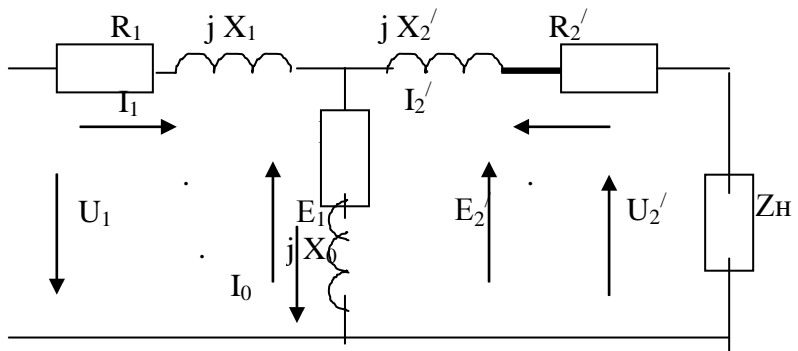 R₁ j X₁ j X₂′ R₂′
I₁ I₂′
U₁ E₁ E₂′ U₂′ Zн
I₀ j X₀